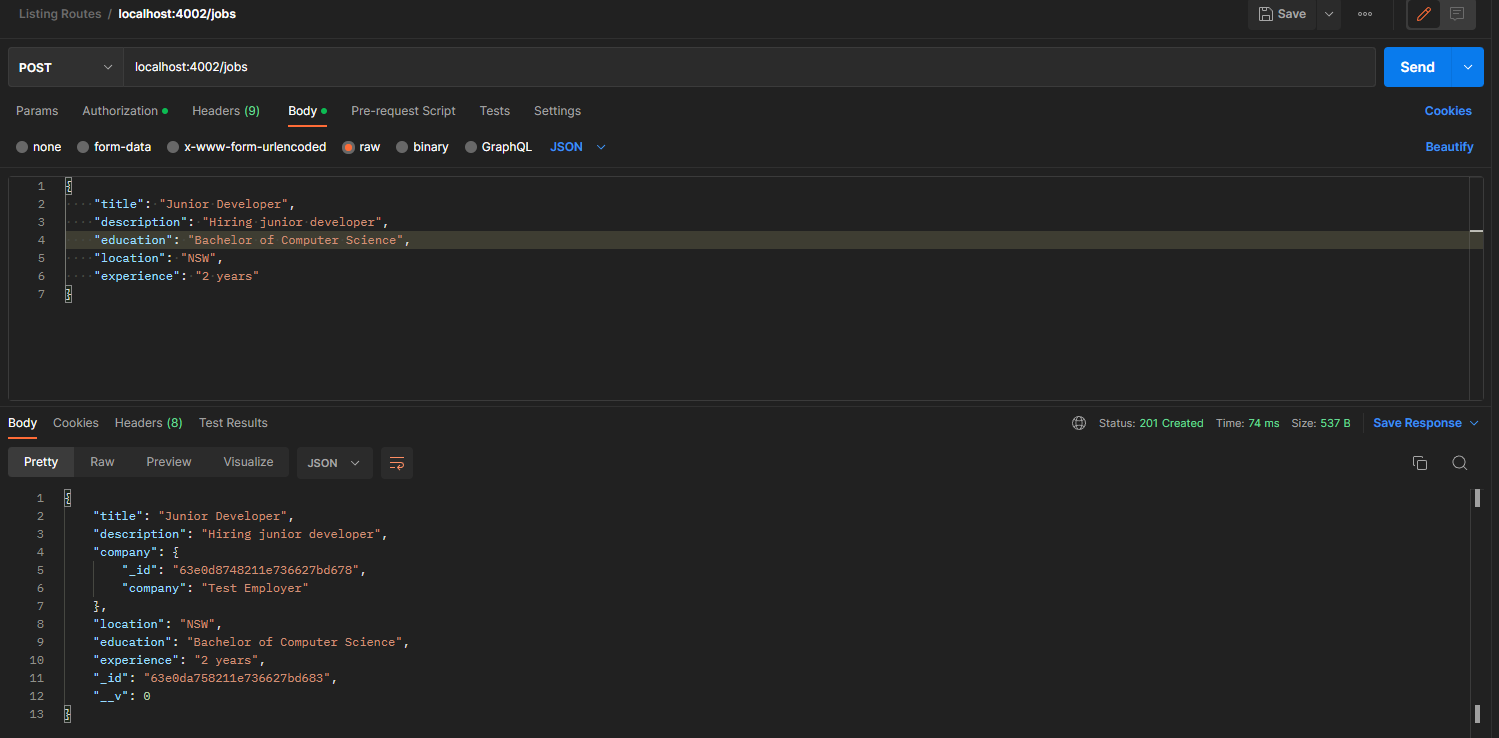 Listing Routes / localhost:4002/jobs Save
POST localhost:4002/jobs Send
Params Authorization Headers (9) Body Pre-request Script Tests Settings Cookies
none form-data x-www-form-urlencoded raw binary GraphQL JSON Beautify
1 {
2 "title": "Junior Developer",
3 "description": "Hiring junior developer",
4 "education": "Bachelor of Computer Science",
5 "location": "NSW",
6 "experience": "2 years"
7 }
Body Cookies Headers (8) Test Results Status: 201 Created Time: 74 ms Size: 537 B Save Response
Pretty Raw Preview Visualize JSON
1 {
2 "title": "Junior Developer",
3 "description": "Hiring junior developer",
4 "company": {
5 "_id": "63e0d8748211e736627bd678",
6 "company": "Test Employer"
7 },
8 "location": "NSW",
9 "education": "Bachelor of Computer Science",
10 "experience": "2 years",
11 "_id": "63e0da758211e736627bd683",
12 "__v": 0
13 }